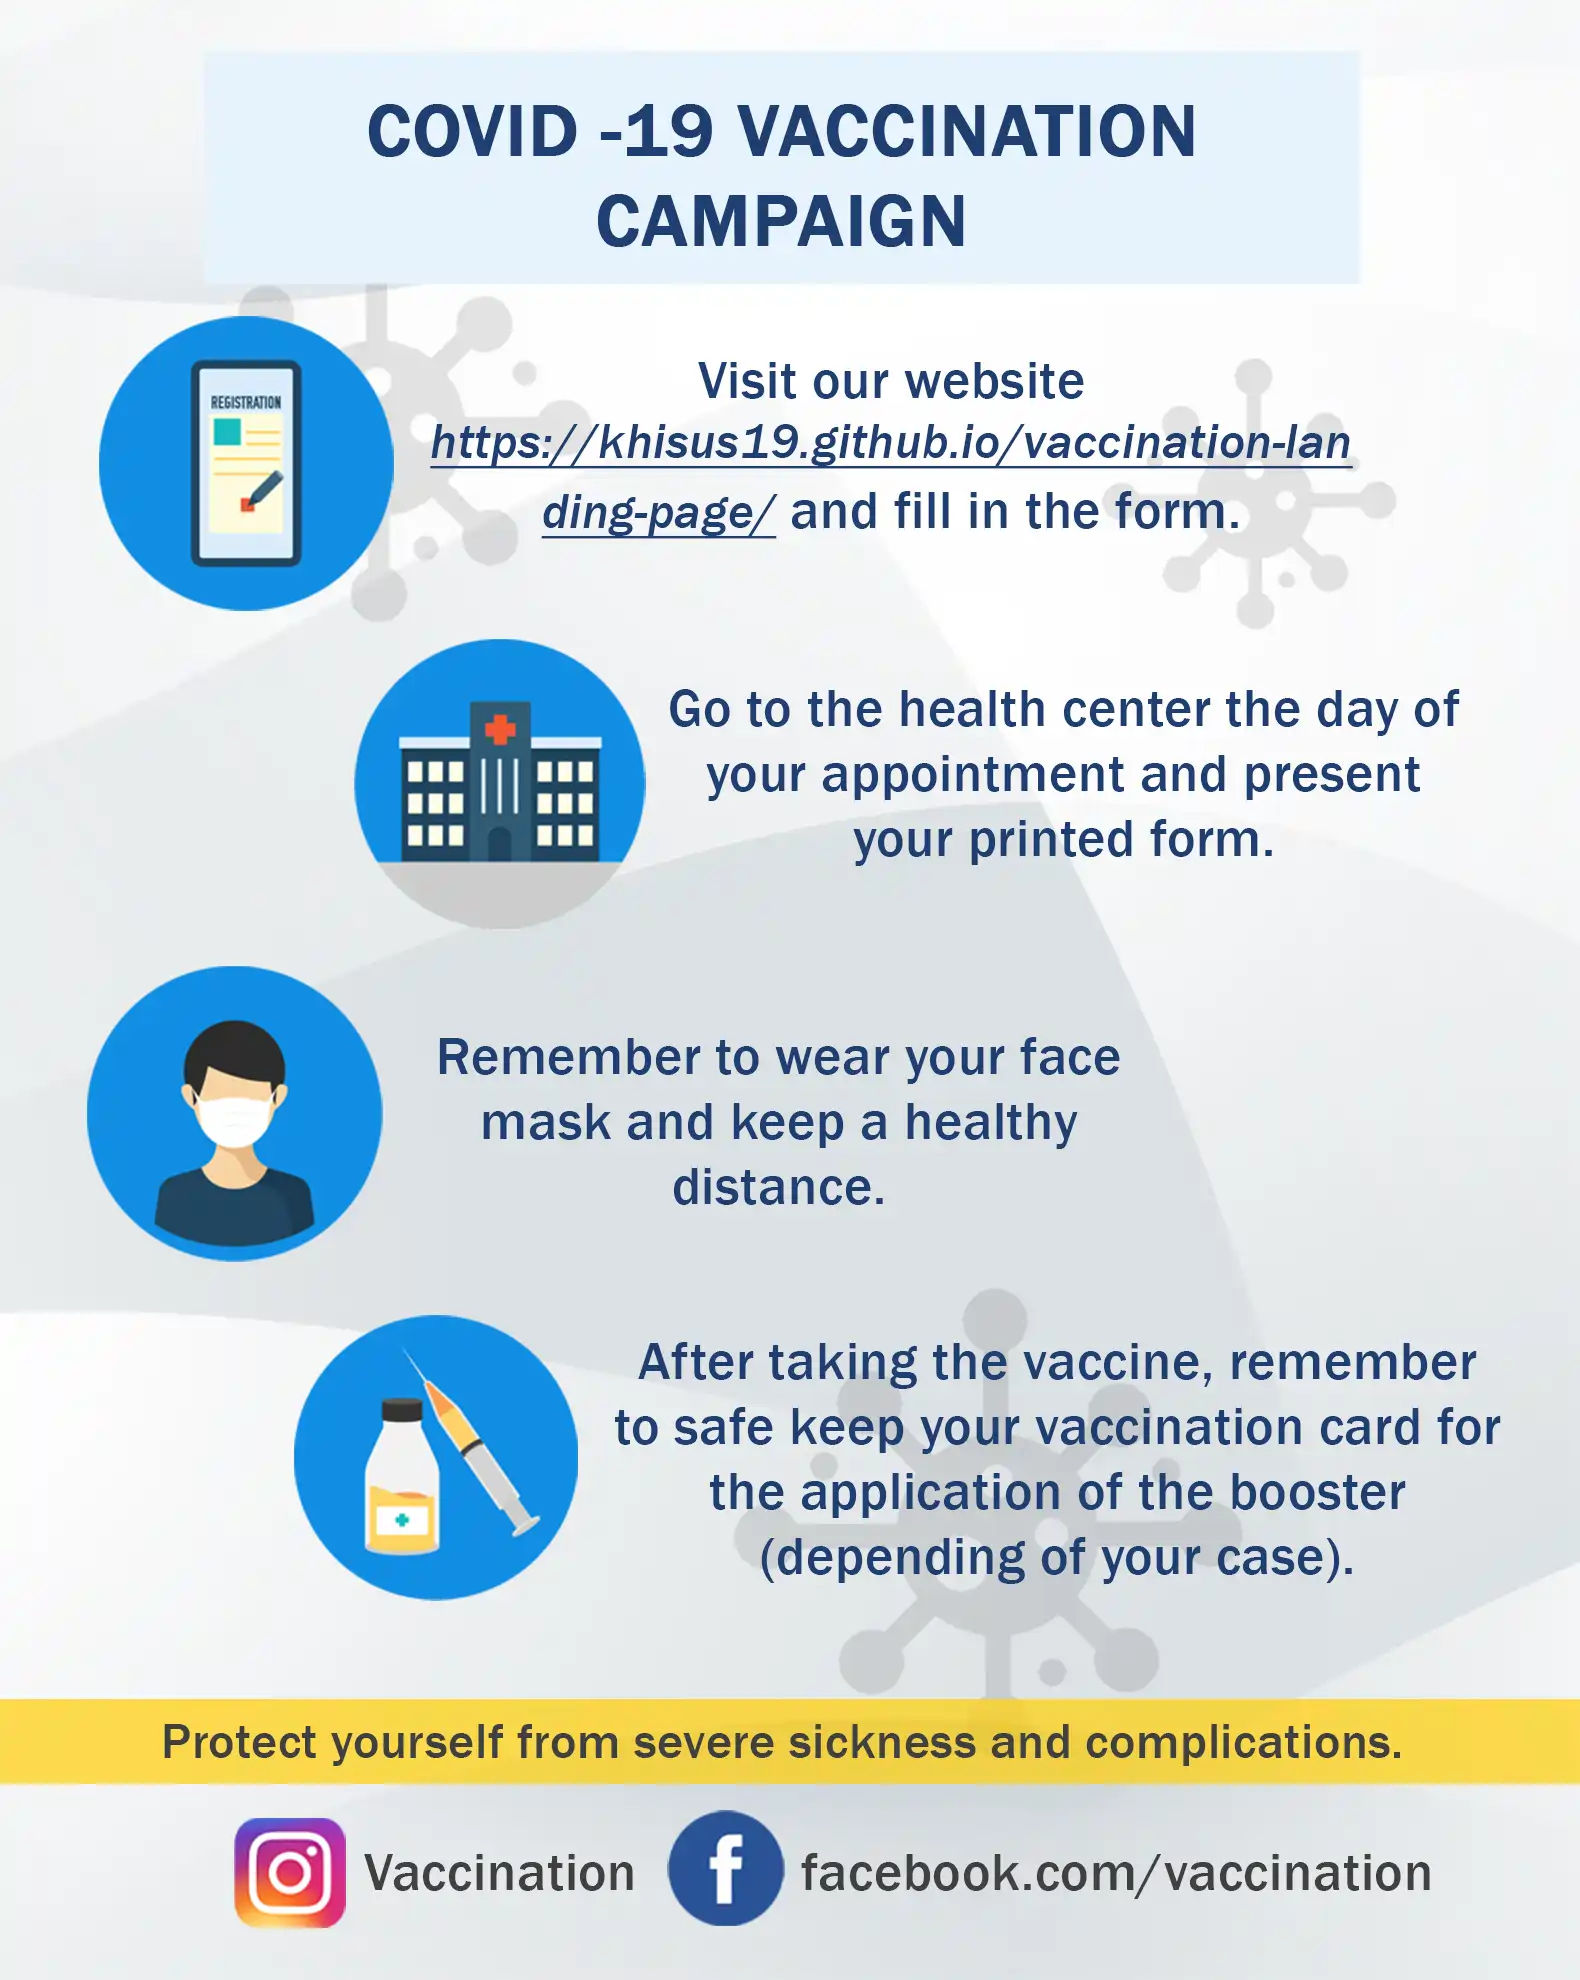 COVID -19 VACCINATION
CAMPAIGN
REGISTRATION
Visit our website
https://khisus19.github.io/vaccination-lan
ding-page/ and fill in the form.
Go to the health center the day of
your appointment and present
your printed form.
Remember to wear your face
mask and keep a healthy
distance.
After taking the vaccine, remember
to safe keep your vaccination card for
the application of the booster
(depending of your case).
Protect yourself from severe sickness and complications.
Vaccination facebook.com/vaccination